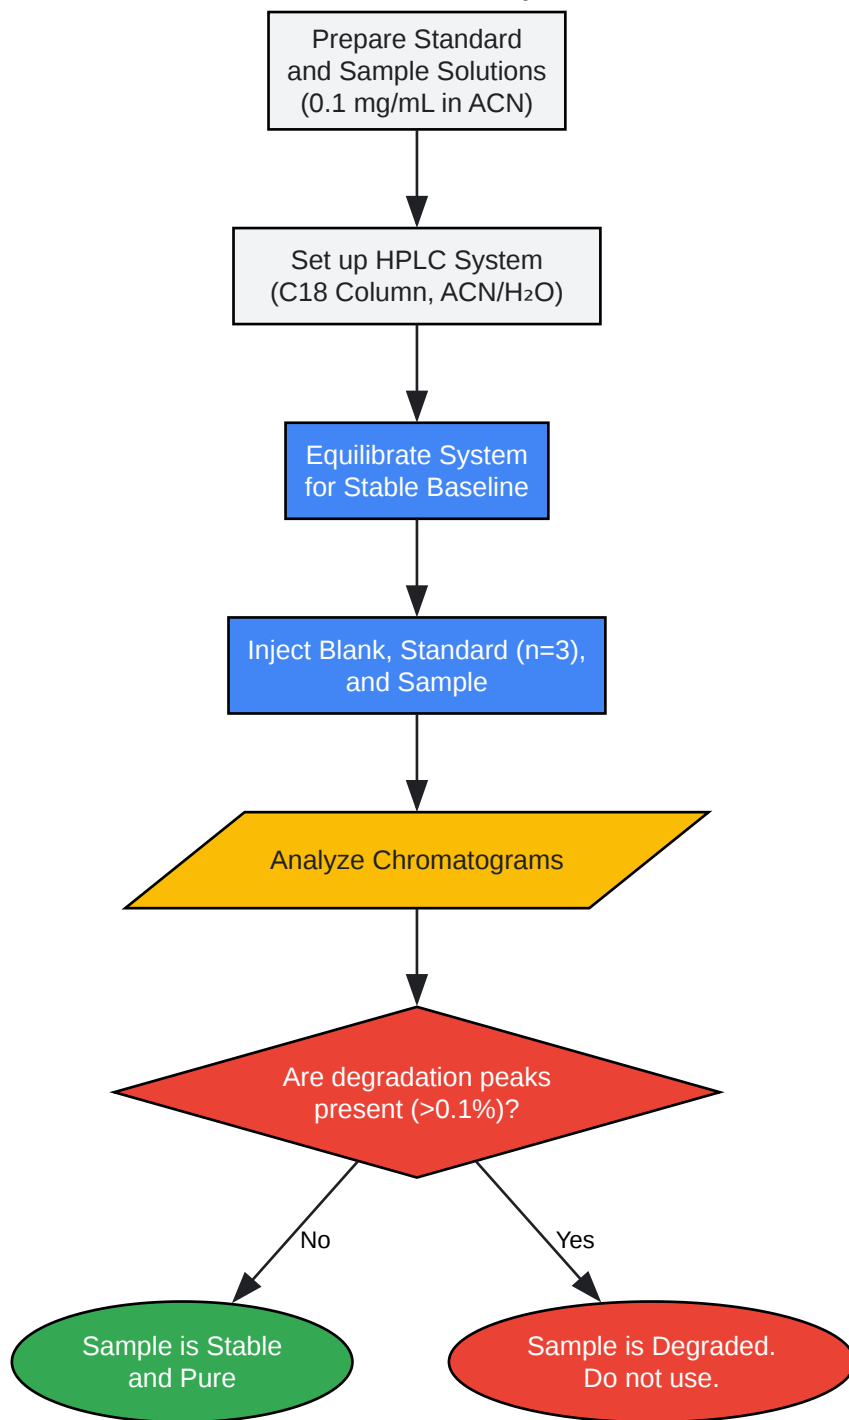 Prepare Standard
and Sample Solutions
(0.1 mg/mL in ACN)
Set up HPLC System
(C18 Column, ACN/H₂O)
Equilibrate System
for Stable Baseline
Inject Blank, Standard (n=3),
and Sample
Analyze Chromatograms
Are degradation peaks
present (>0.1%)?
No
Yes
Sample is Stable
and Pure
Sample is Degraded.
Do not use.